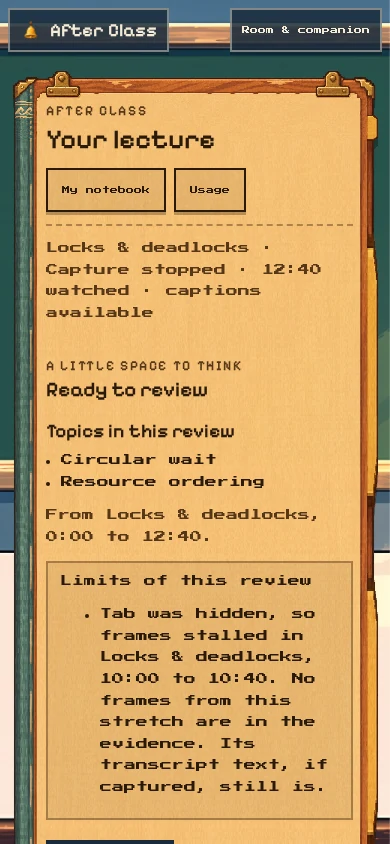 After Class
Room & companion
AFTER CLASS
Your lecture
My notebook
Usage
Locks & deadlocks ·
Capture stopped · 12:40
watched · captions
available
A LITTLE SPACE TO THINK
Ready to review
Topics in this review
• Circular wait
• Resource ordering
From Locks & deadlocks,
0:00 to 12:40.
Limits of this review
• Tab was hidden, so
frames stalled in
Locks & deadlocks,
10:00 to 10:40. No
frames from this
stretch are in the
evidence. Its
transcript text, if
captured, still is.